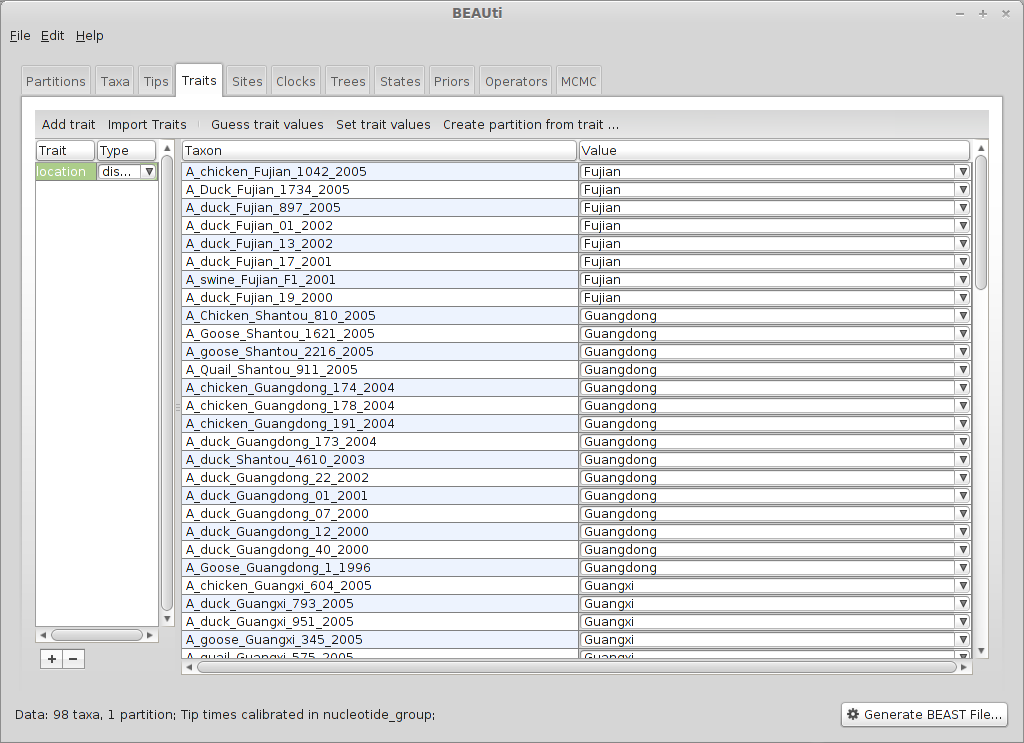 BEAUti
File Edit Help
Partitions Taxa Tips Traits Sites Clocks Trees States Priors Operators MCMC
Add trait Import Traits Guess trait values Set trait values Create partition from trait ...
Trait Type Taxon Value
location dis... A_chicken_Fujian_1042_2005 Fujian
A_Duck_Fujian_1734_2005 Fujian
A_duck_Fujian_897_2005 Fujian
A_duck_Fujian_01_2002 Fujian
A_duck_Fujian_13_2002 Fujian
A_duck_Fujian_17_2001 Fujian
A_swine_Fujian_F1_2001 Fujian
A_duck_Fujian_19_2000 Fujian
A_Chicken_Shantou_810_2005 Guangdong
A_Goose_Shantou_1621_2005 Guangdong
A_goose_Shantou_2216_2005 Guangdong
A_Quail_Shantou_911_2005 Guangdong
A_chicken_Guangdong_174_2004 Guangdong
A_chicken_Guangdong_178_2004 Guangdong
A_chicken_Guangdong_191_2004 Guangdong
A_duck_Guangdong_173_2004 Guangdong
A_duck_Shantou_4610_2003 Guangdong
A_duck_Guangdong_22_2002 Guangdong
A_duck_Guangdong_01_2001 Guangdong
A_duck_Guangdong_07_2000 Guangdong
A_duck_Guangdong_12_2000 Guangdong
A_duck_Guangdong_40_2000 Guangdong
A_Goose_Guangdong_1_1996 Guangdong
A_chicken_Guangxi_604_2005 Guangxi
A_duck_Guangxi_793_2005 Guangxi
A_duck_Guangxi_951_2005 Guangxi
A_goose_Guangxi_345_2005 Guangxi
A_quail_Guangxi_575_2005 Guangxi
+ −
Data: 98 taxa, 1 partition; Tip times calibrated in nucleotide_group;
Generate BEAST File...